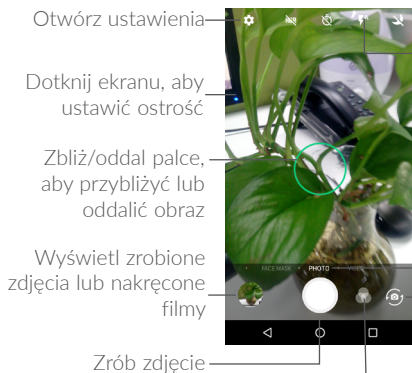 Otwórz ustawienia
Dotknij ekranu, aby
ustawić ostrość
Zbliż/oddal palce,
aby przybliżyć lub
oddalić obraz
Wyświetl zrobione
zdjęcia lub nakręcone
filmy
Zrób zdjęcie
FACE MASK PHOTO VIDEO